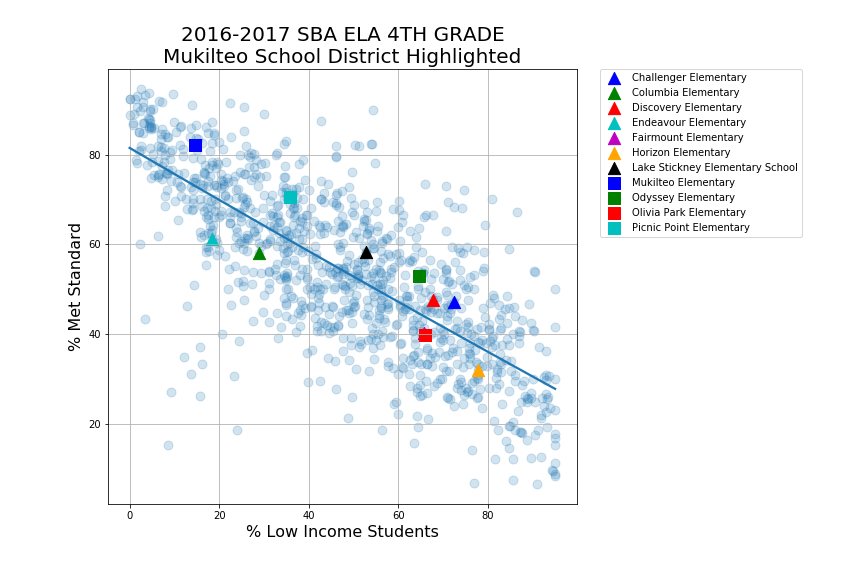 2016-2017 SBA ELA 4TH GRADE
Mukilteo School District Highlighted
% Met Standard
80
60
40
20
0
20
40
60
80
% Low Income Students
Challenger Elementary
Columbia Elementary
Discovery Elementary
Endeavour Elementary
Fairmount Elementary
Horizon Elementary
Lake Stickney Elementary School
Mukilteo Elementary
Odyssey Elementary
Olivia Park Elementary
Picnic Point Elementary